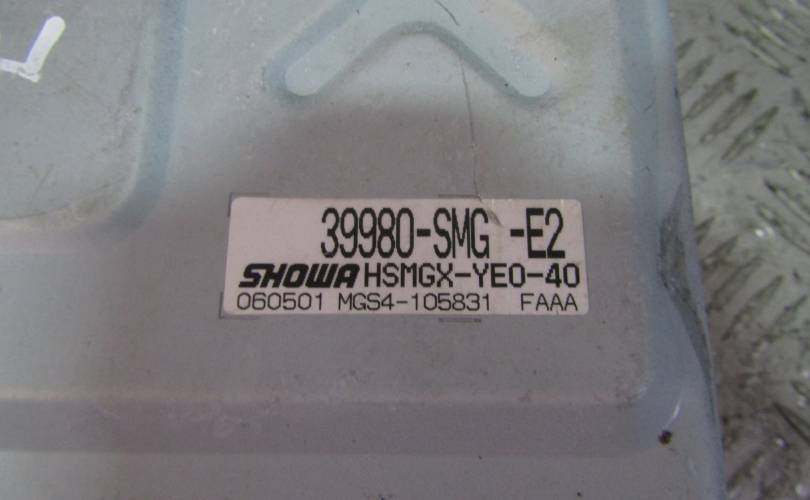 39980-SMG -E2
SHOWA HSMGX-YE0-40
060501 MGS4-105831 FAAA